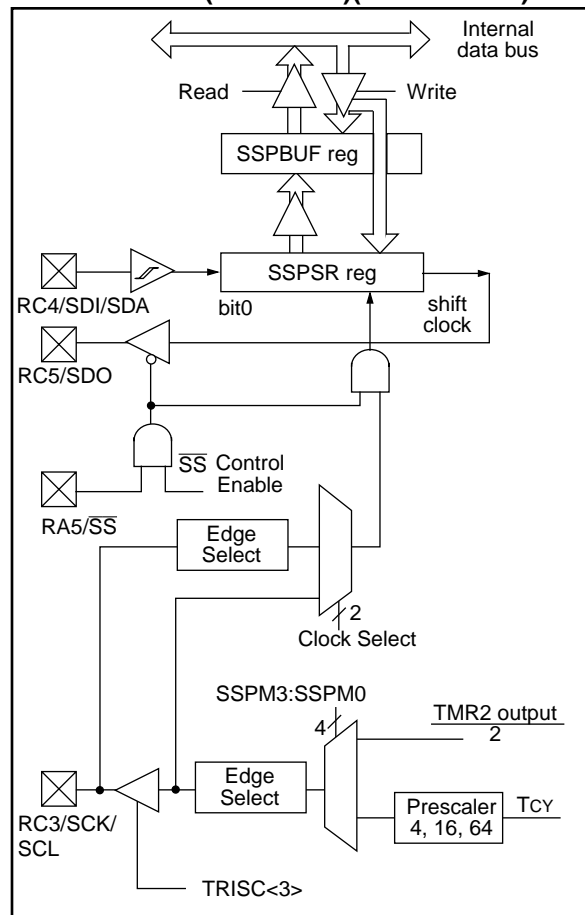 Internal
data bus
Read
Write
SSPBUF reg
SSPSR reg
RC4/SDI/SDA
bit0
shift
clock
RC5/SDO
SS Control
Enable
RA5/SS
Edge
Select
2
Clock Select
SSPM3:SSPM0
TMR2 output
4
2
Edge
Select
Prescaler
4, 16, 64
TCY
RC3/SCK/
SCL
TRISC<3>